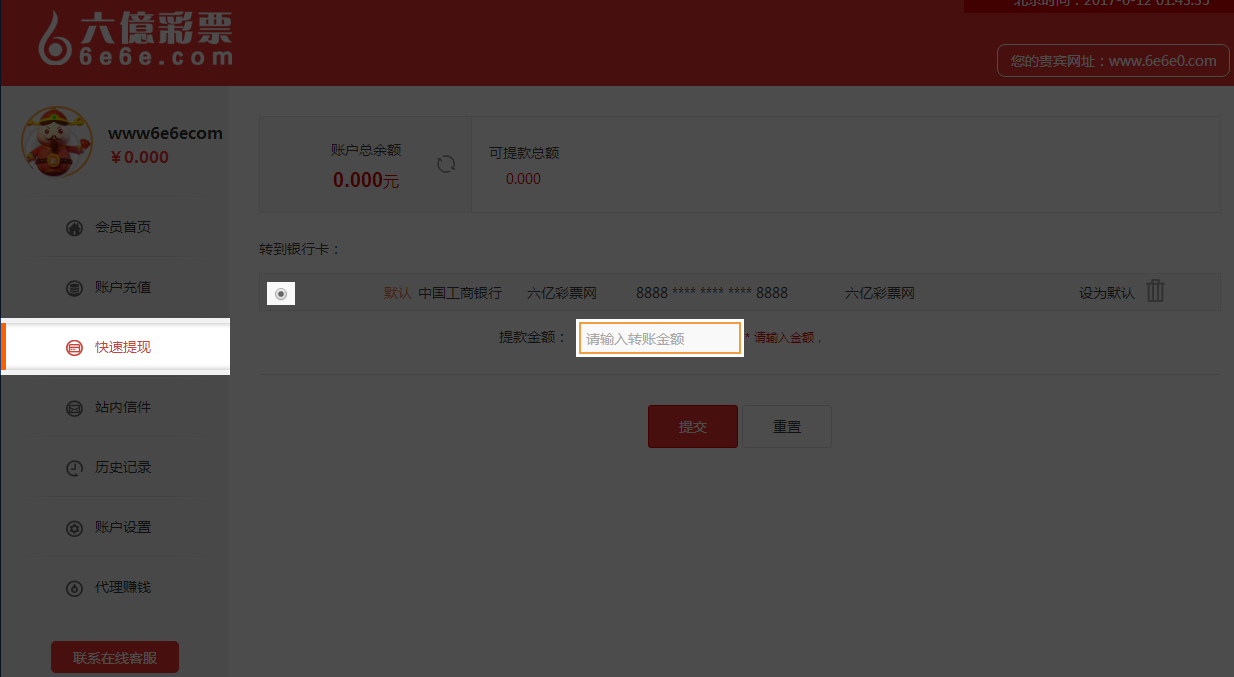 六億彩票
6e6e.com
北京时间：2017-6-12 01:43:35
您的贵宾网址：www.6e6e0.com
www6e6ecom
￥0.000
会员首页
账户充值
快速提现
站内信件
历史记录
账户设置
代理赚钱
联系在线客服
账户总余额
0.000元
可提款总额
0.000
转到银行卡：
默认 中国工商银行 六亿彩票网 8888 **** **** **** 8888 六亿彩票网 设为默认
提款金额： 请输入转账金额 * 请输入金额，
提交 重置